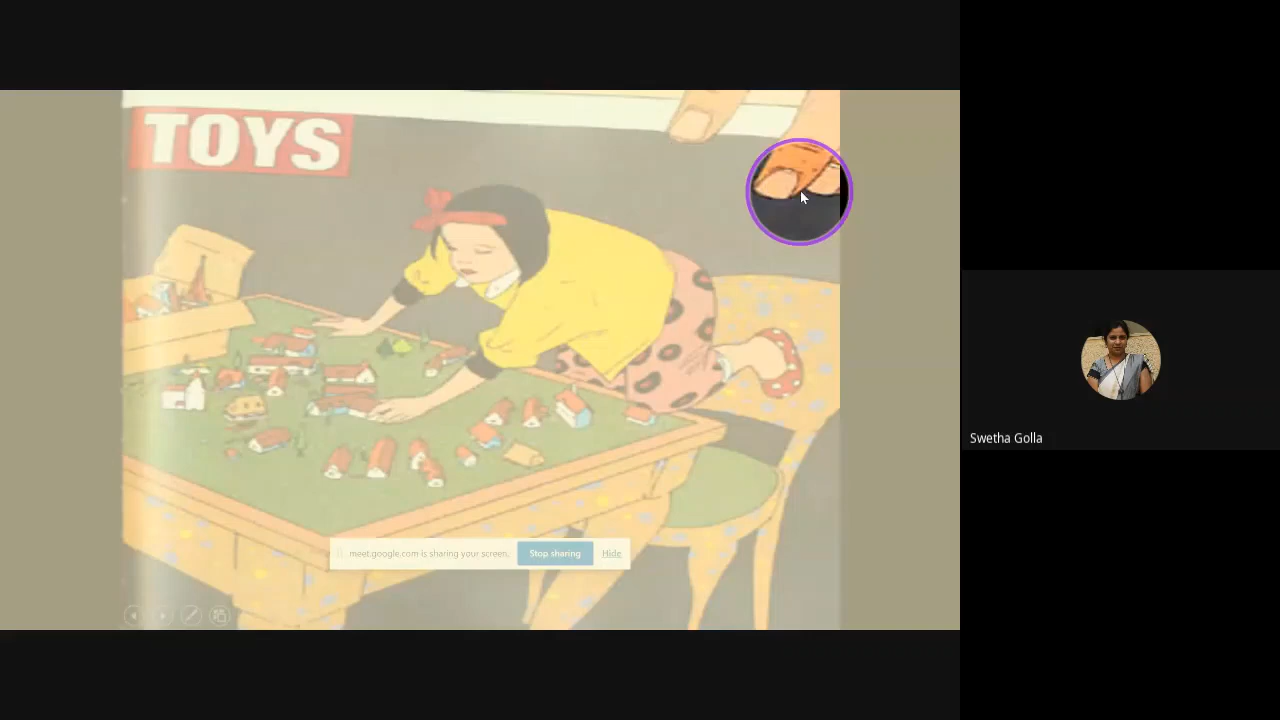 TOYS
meet.google.com is sharing your screen.
Stop sharing
Hide
Swetha Golla